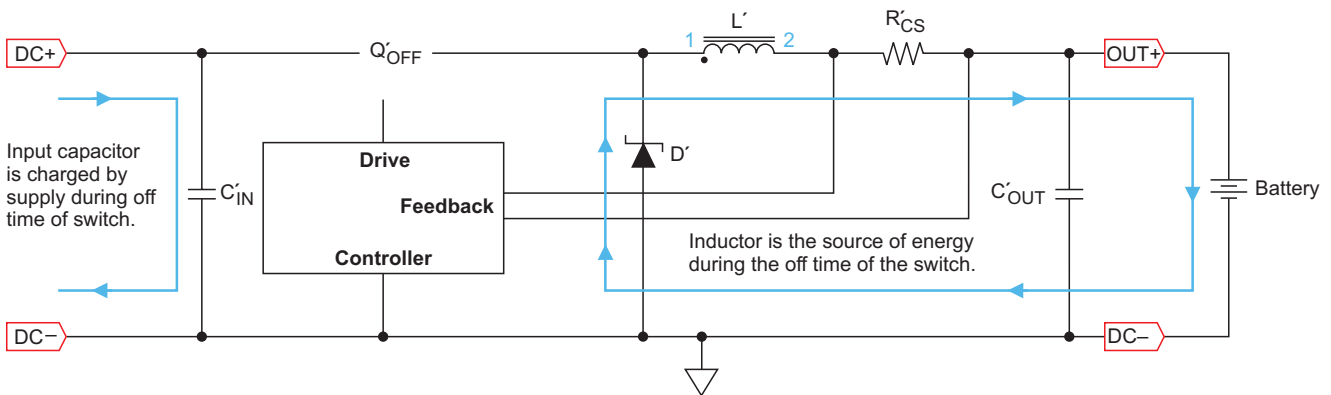 L´
R´CS
DC+
1
2
OUT+
Q´OFF
Input capacitor
is charged by
supply during off
time of switch.
Drive
D´
C´IN
Feedback
C´OUT
Battery
Inductor is the source of energy
during the off time of the switch.
Controller
DC–
DC–